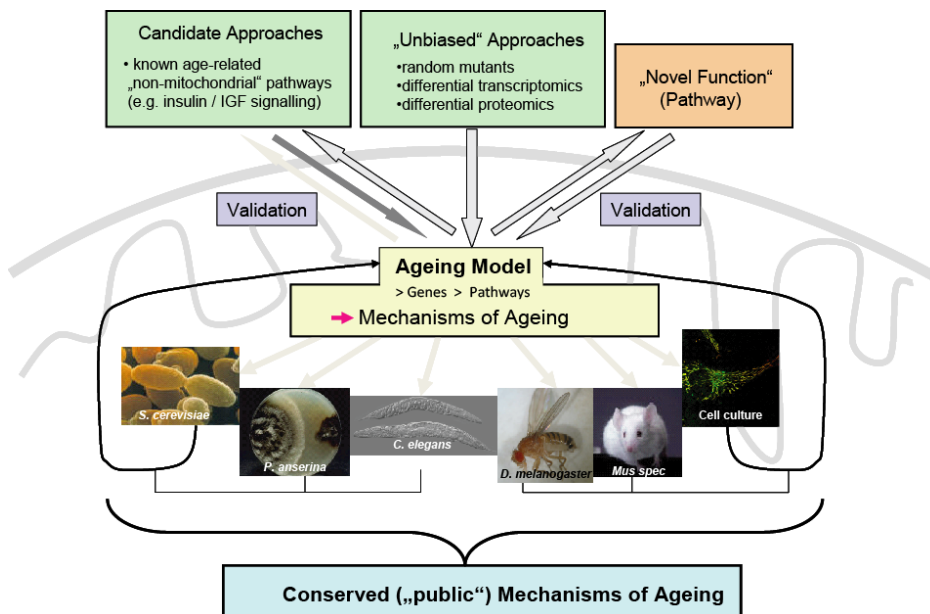 Candidate Approaches
• known age-related
„non-mitochondrial“ pathways
(e.g. insulin / IGF signalling)
„Unbiased“ Approaches
•random mutants
•differential transcriptomics
•differential proteomics
„Novel Function“
(Pathway)
Validation
Validation
Ageing Model
> Genes > Pathways
Mechanisms of Ageing
S. cerevisiae
P. anserina
C. elegans
D. melanogaster
Mus spec
Cell culture
Conserved („public“) Mechanisms of Ageing